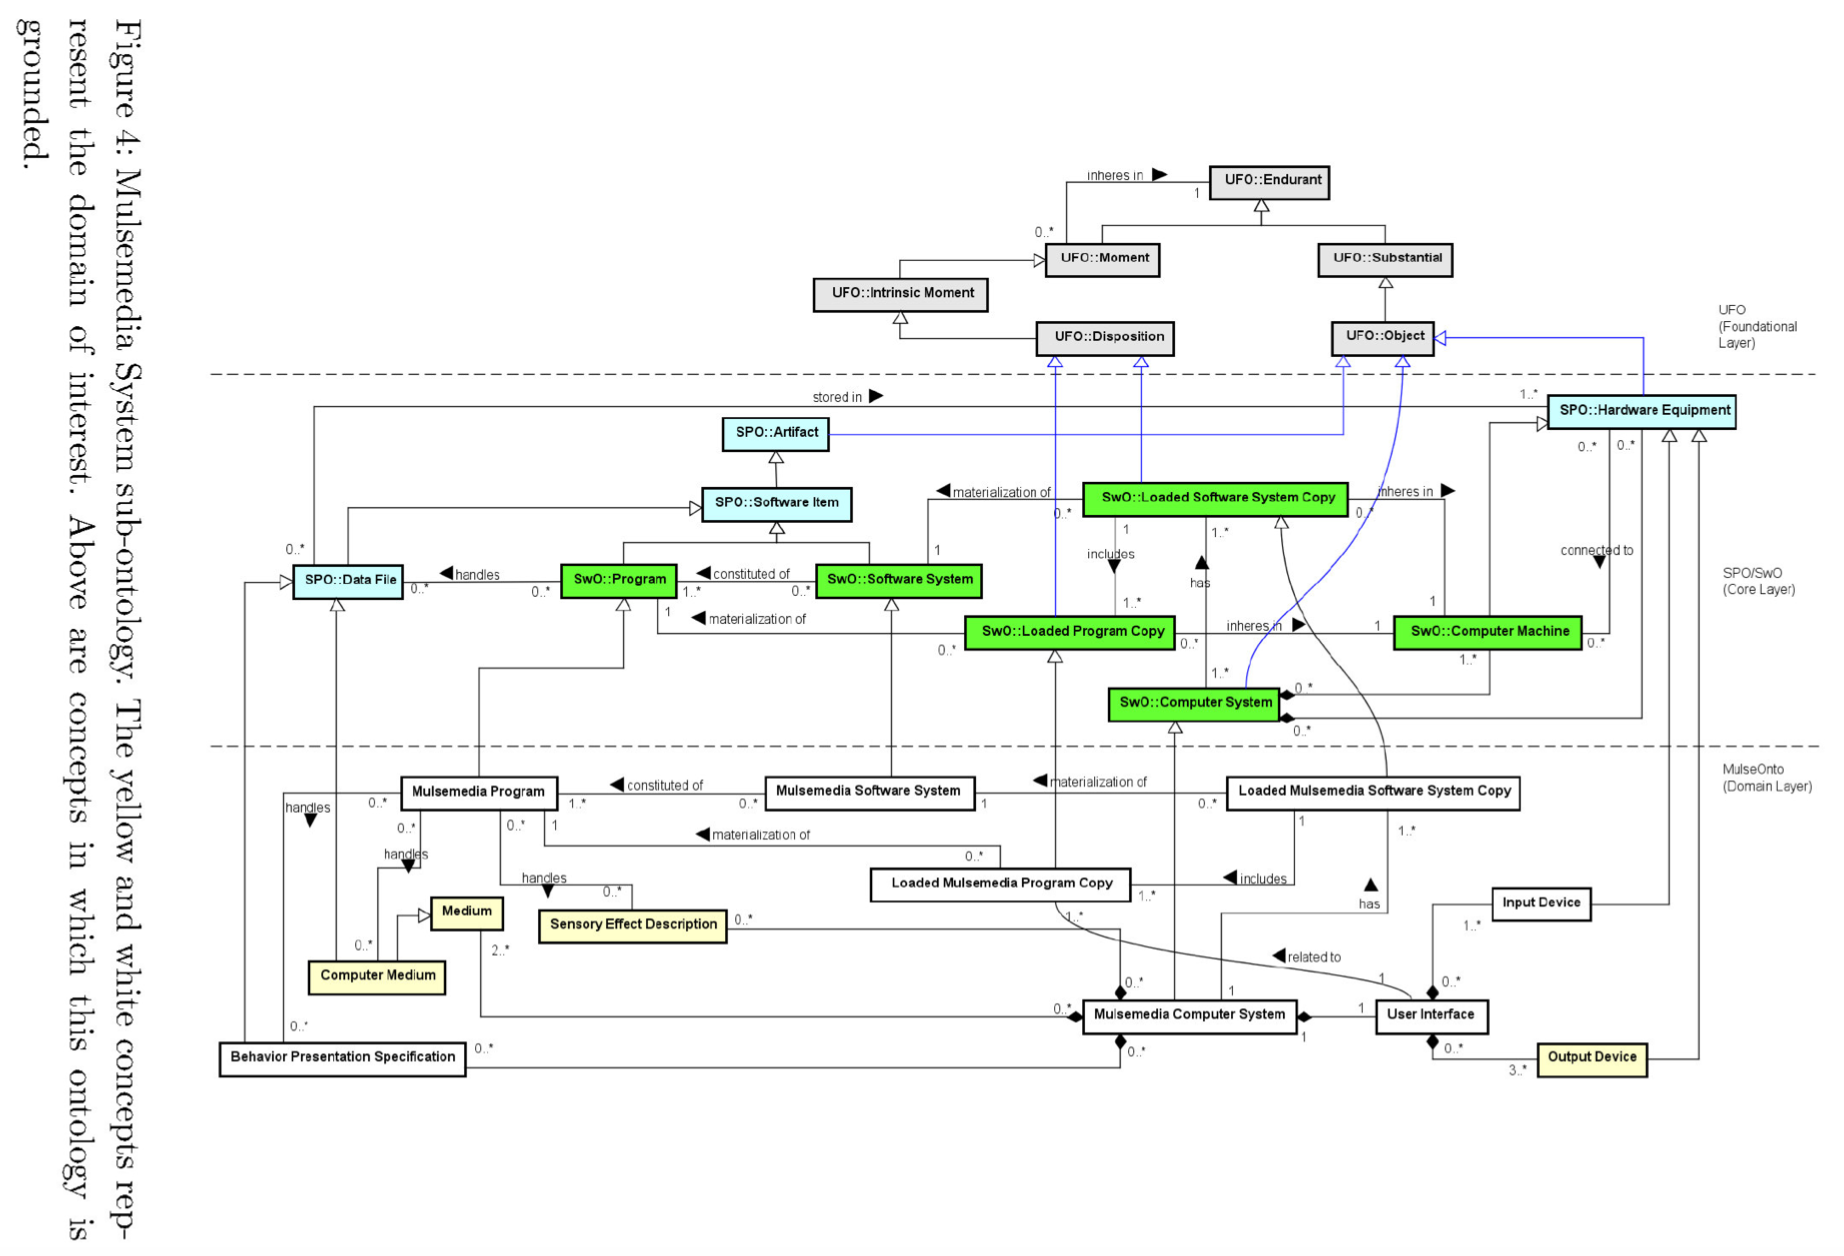 Figure 4: Mulsemedia System sub-ontology. The yellow and white concepts rep-
resent the domain of interest. Above are concepts in which this ontology is
grounded.
inheres in
UFO::Endurant
1
0..*
UFO::Moment
UFO::Substantial
UFO::Intrinsic Moment
UFO::Disposition
UFO::Object
UFO
(Foundational
Layer)
stored in
1..*
SPO::Hardware Equipment
SPO::Artifact
0..*
0..*
SPO::Software Item
materialization of
SwO::Loaded Software System Copy
inheres in
0..*
1
1..*
0..*
0..*
1
includes
has
connected to
SPO::Data File
handles
SwO::Program
constituted of
SwO::Software System
SPO/SwO
(Core Layer)
0..*
0..*
1..*
0..*
1..*
1
1
materialization of
SwO::Loaded Program Copy
inheres in
1
SwO::Computer Machine
0..*
0..*
0..*
1..*
1..*
SwO::Computer System
0..*
0..*
MulseOnto
(Domain Layer)
Mulsemedia Program
constituted of
Mulsemedia Software System
materialization of
Loaded Mulsemedia Software System Copy
handles
0..*
1..*
0..*
1
0..*
0..*
0..*
1
1
1..*
materialization of
handles
0..*
handles
0..*
Loaded Mulsemedia Program Copy
1..*
includes
has
Input Device
Medium
Sensory Effect Description
0..*
1..*
1..*
0..*
2..*
related to
Computer Medium
1
0..*
1
0..*
0..*
Mulsemedia Computer System
1
User Interface
0..*
1
Behavior Presentation Specification
0..*
0..*
0..*
Output Device
3..*